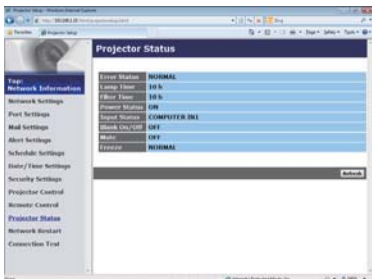 Projector Status
Top:
Network Information
Network Settings
Port Settings
Mail Settings
Alert Settings
Schedule Settings
Date/Time Settings
Security Settings
Projector Control
Remote Control
Projector Status
Network Restart
Connection Test
Error Status NORMAL
Lamp Time 10 h
Filter Time 10 h
Power Status ON
Input Status COMPUTER IN1
Blank On/Off OFF
Mute OFF
Freeze NORMAL
Refresh